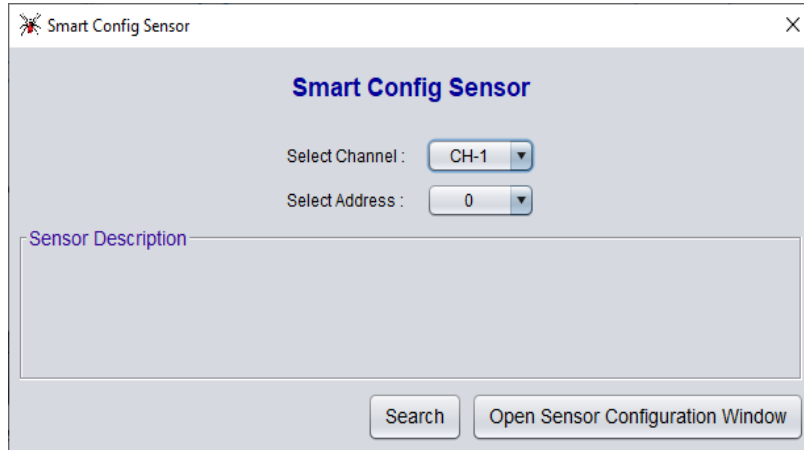 Smart Config Sensor
Smart Config Sensor
Select Channel : CH-1
Select Address : 0
Sensor Description
Search Open Sensor Configuration Window